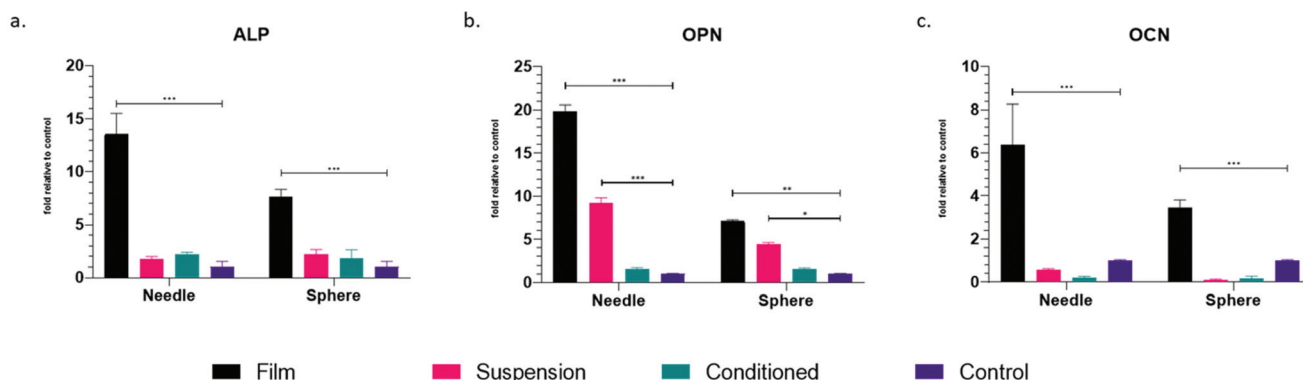 a.
ALP
fold relative to control
20
15
10
5
0
***
***
Needle
Sphere
b.
OPN
fold relative to control
25
20
15
10
5
0
***
***
**
*
Needle
Sphere
c.
OCN
fold relative to control
10
8
6
4
2
0
***
***
Needle
Sphere
Film
Suspension
Conditioned
Control